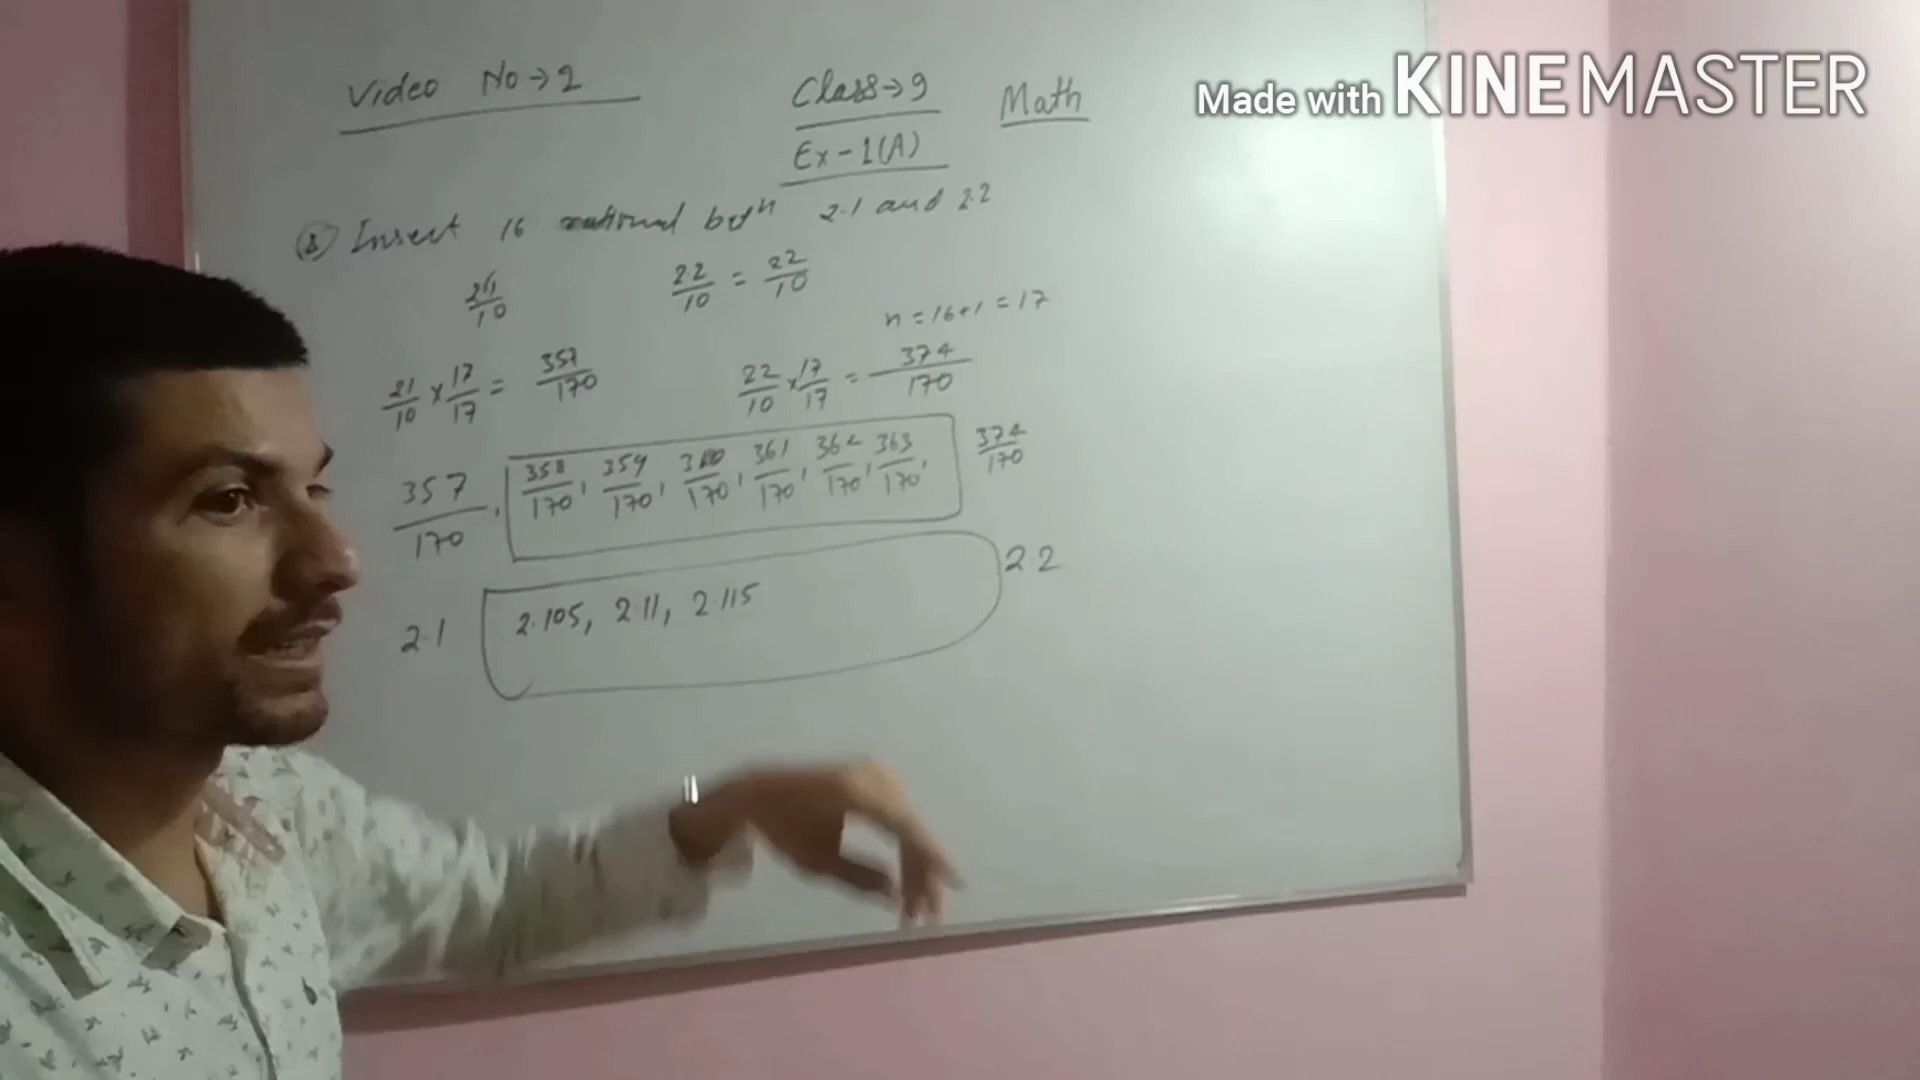 Made with KINEMASTER
Video No → 2 Class → 9 Math
Ex - 1(A)
Insert 16 rational betn 2.1 and 2.2
21/10 22/10 = 22/10
n = 16+1 = 17
21/10 × 17/17 = 357/170 22/10 × 17/17 = 374/170
357/170, 358/170, 359/170, 360/170, 361/170, 362/170, 363/170, 374/170
2.1 2.105, 2.11, 2.115 2.2